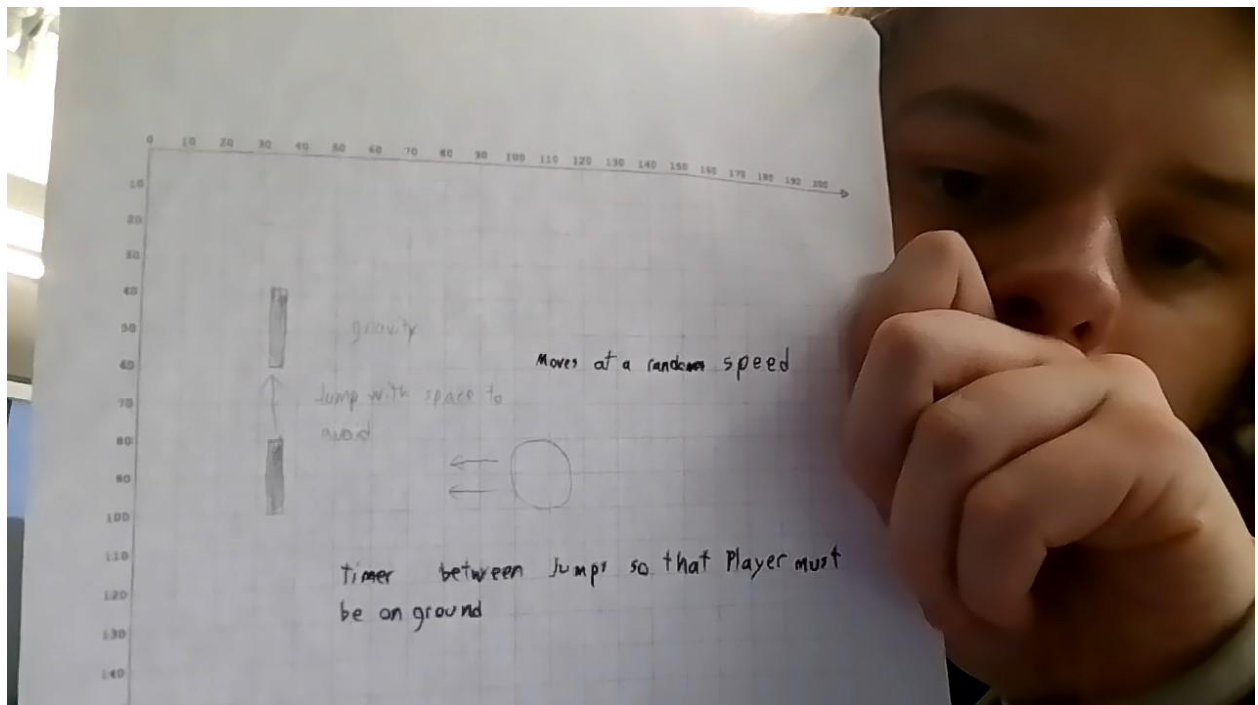 0 10 20 30 40 50 60 70 80 90 100 110 120 130 140 150 160 170 180 190 200
10
20
30
40
50
gravity
60
Moves at a random speed
70
Jump with space to
80
avoid
90
100
110
timer between Jumps so that Player must
120
be on ground
130
140